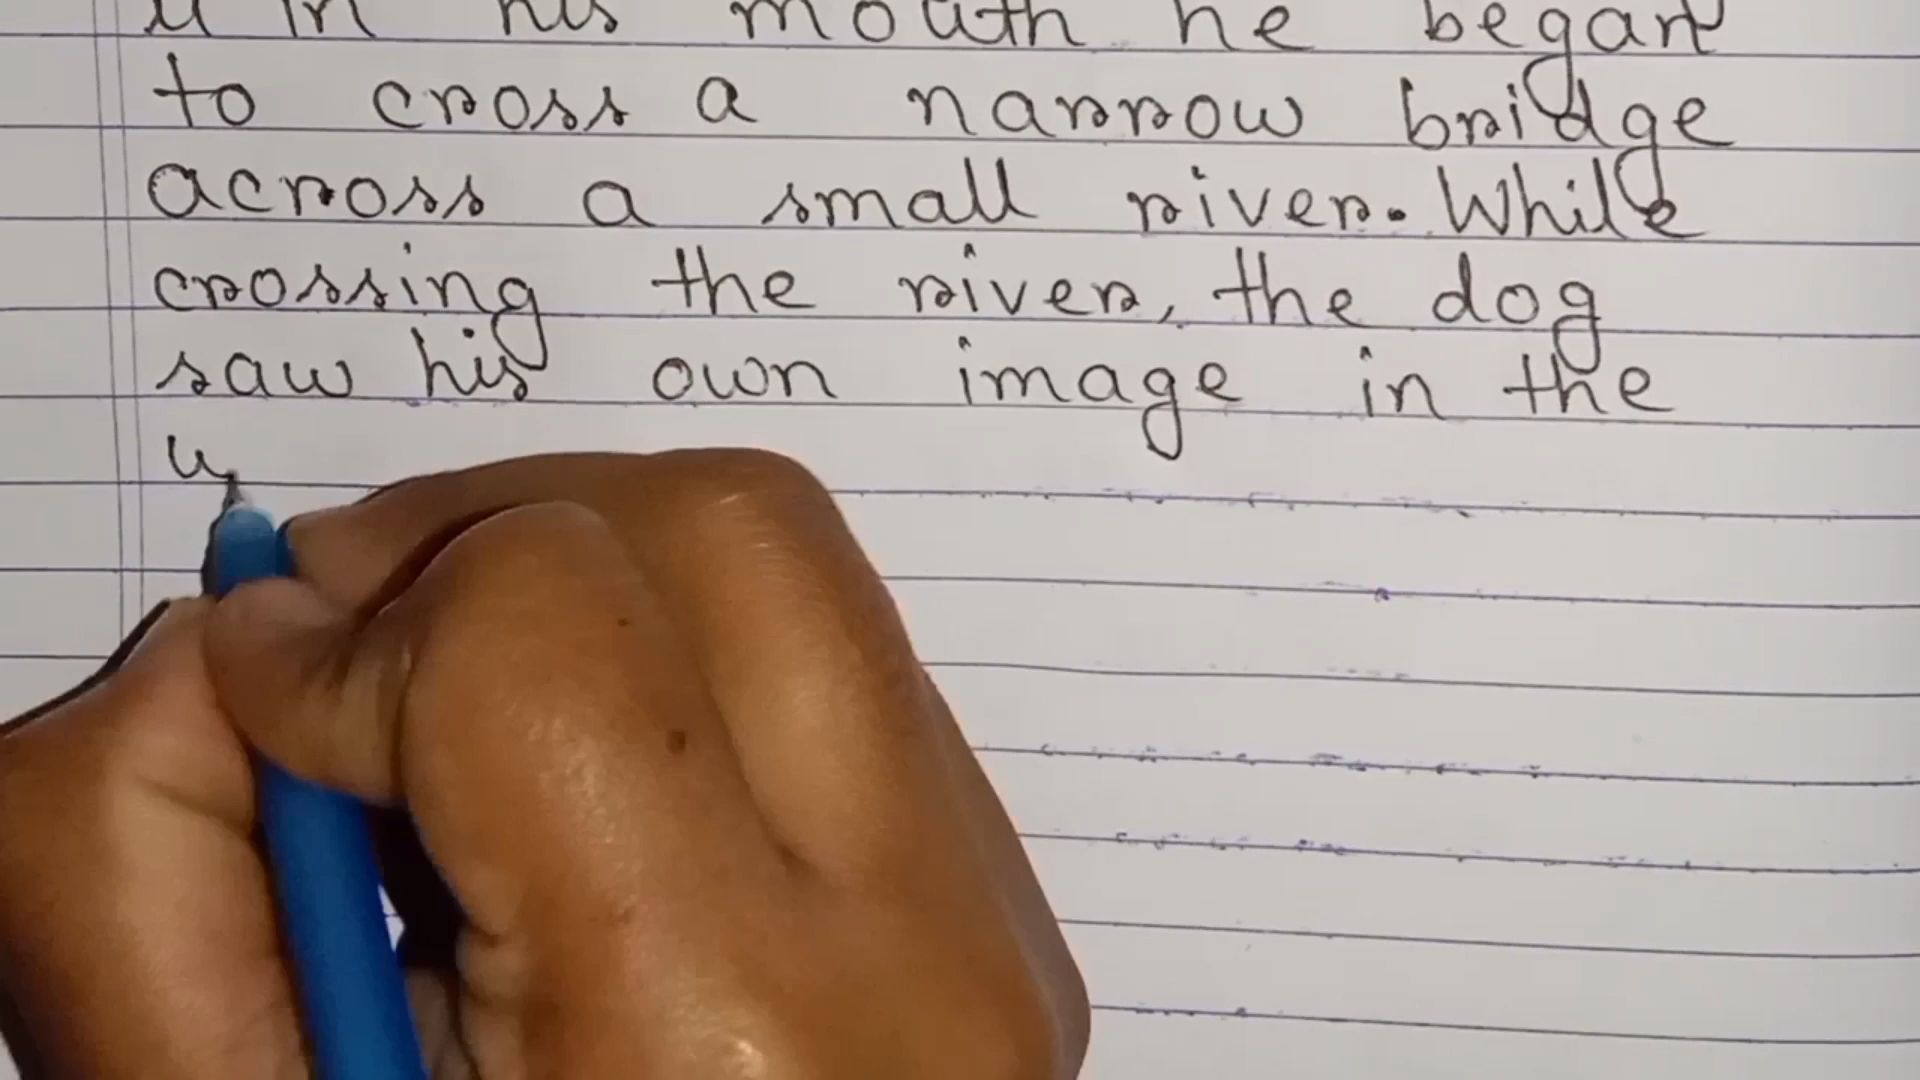 it in his mouth he began
to cross a narrow bridge
across a small river. While
crossing the river, the dog
saw his own image in the